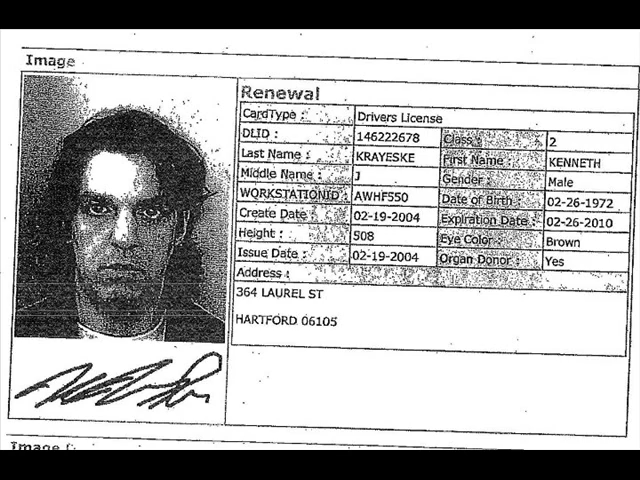 Image
Renewal
CardType : Drivers License
DLID : 146222678 Class : 2
Last Name : KRAYESKE First Name : KENNETH
Middle Name : J Gender : Male
WORKSTATIONID : AWHF550 Date of Birth : 02-26-1972
Create Date : 02-19-2004 Expiration Date : 02-26-2010
Height : 508 Eye Color : Brown
Issue Date : 02-19-2004 Organ Donor : Yes
Address :
364 LAUREL ST
HARTFORD 06105
Image